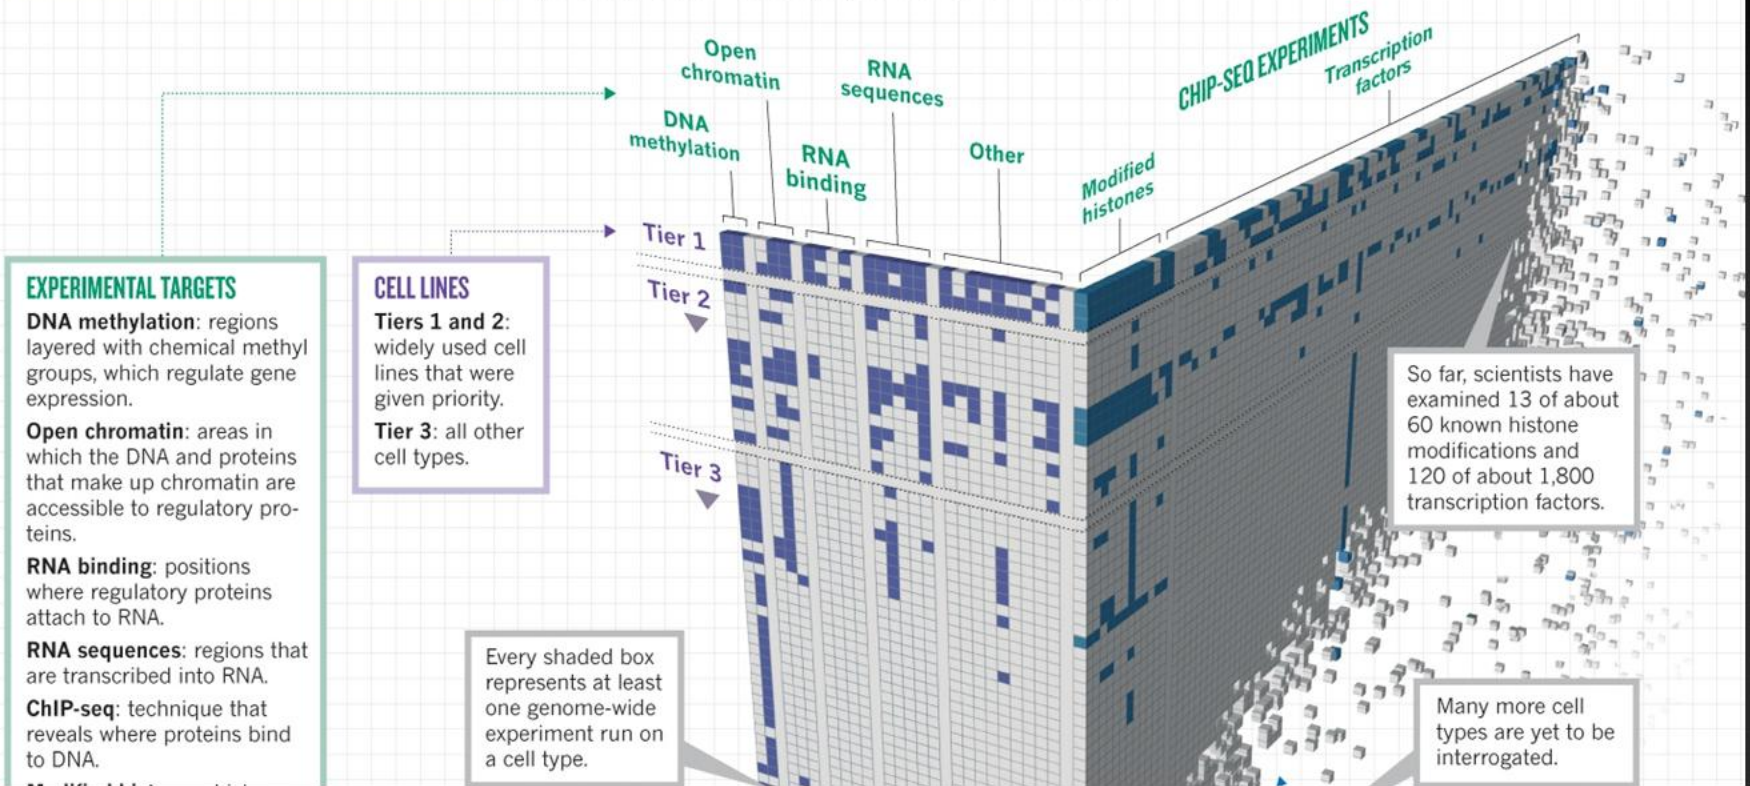 Open
chromatin
RNA
sequences
DNA
methylation
RNA
binding
Other
CHIP-SEQ EXPERIMENTS
Transcription
factors
Modified
histones
Tier 1
Tier 2
Tier 3
EXPERIMENTAL TARGETS
DNA methylation: regions
layered with chemical methyl
groups, which regulate gene
expression.
Open chromatin: areas in
which the DNA and proteins
that make up chromatin are
accessible to regulatory pro-
teins.
RNA binding: positions
where regulatory proteins
attach to RNA.
RNA sequences: regions that
are transcribed into RNA.
ChIP-seq: technique that
reveals where proteins bind
to DNA.
CELL LINES
Tiers 1 and 2:
widely used cell
lines that were
given priority.
Tier 3: all other
cell types.
Every shaded box
represents at least
one genome-wide
experiment run on
a cell type.
So far, scientists have
examined 13 of about
60 known histone
modifications and
120 of about 1,800
transcription factors.
Many more cell
types are yet to be
interrogated.